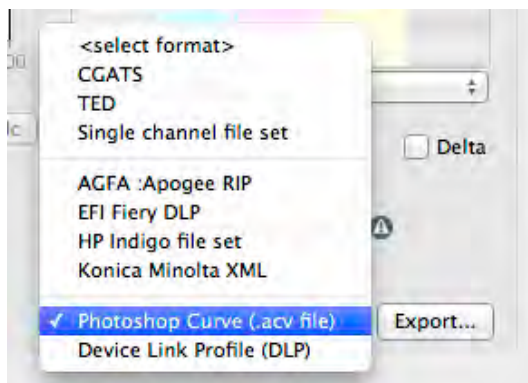 <select format>
CGATS
TED
Single channel file set
Delta
AGFA :Apogee RIP
EFI Fiery DLP
HP Indigo file set
Konica Minolta XML
✓ Photoshop Curve (.acv file)
Export...
Device Link Profile (DLP)